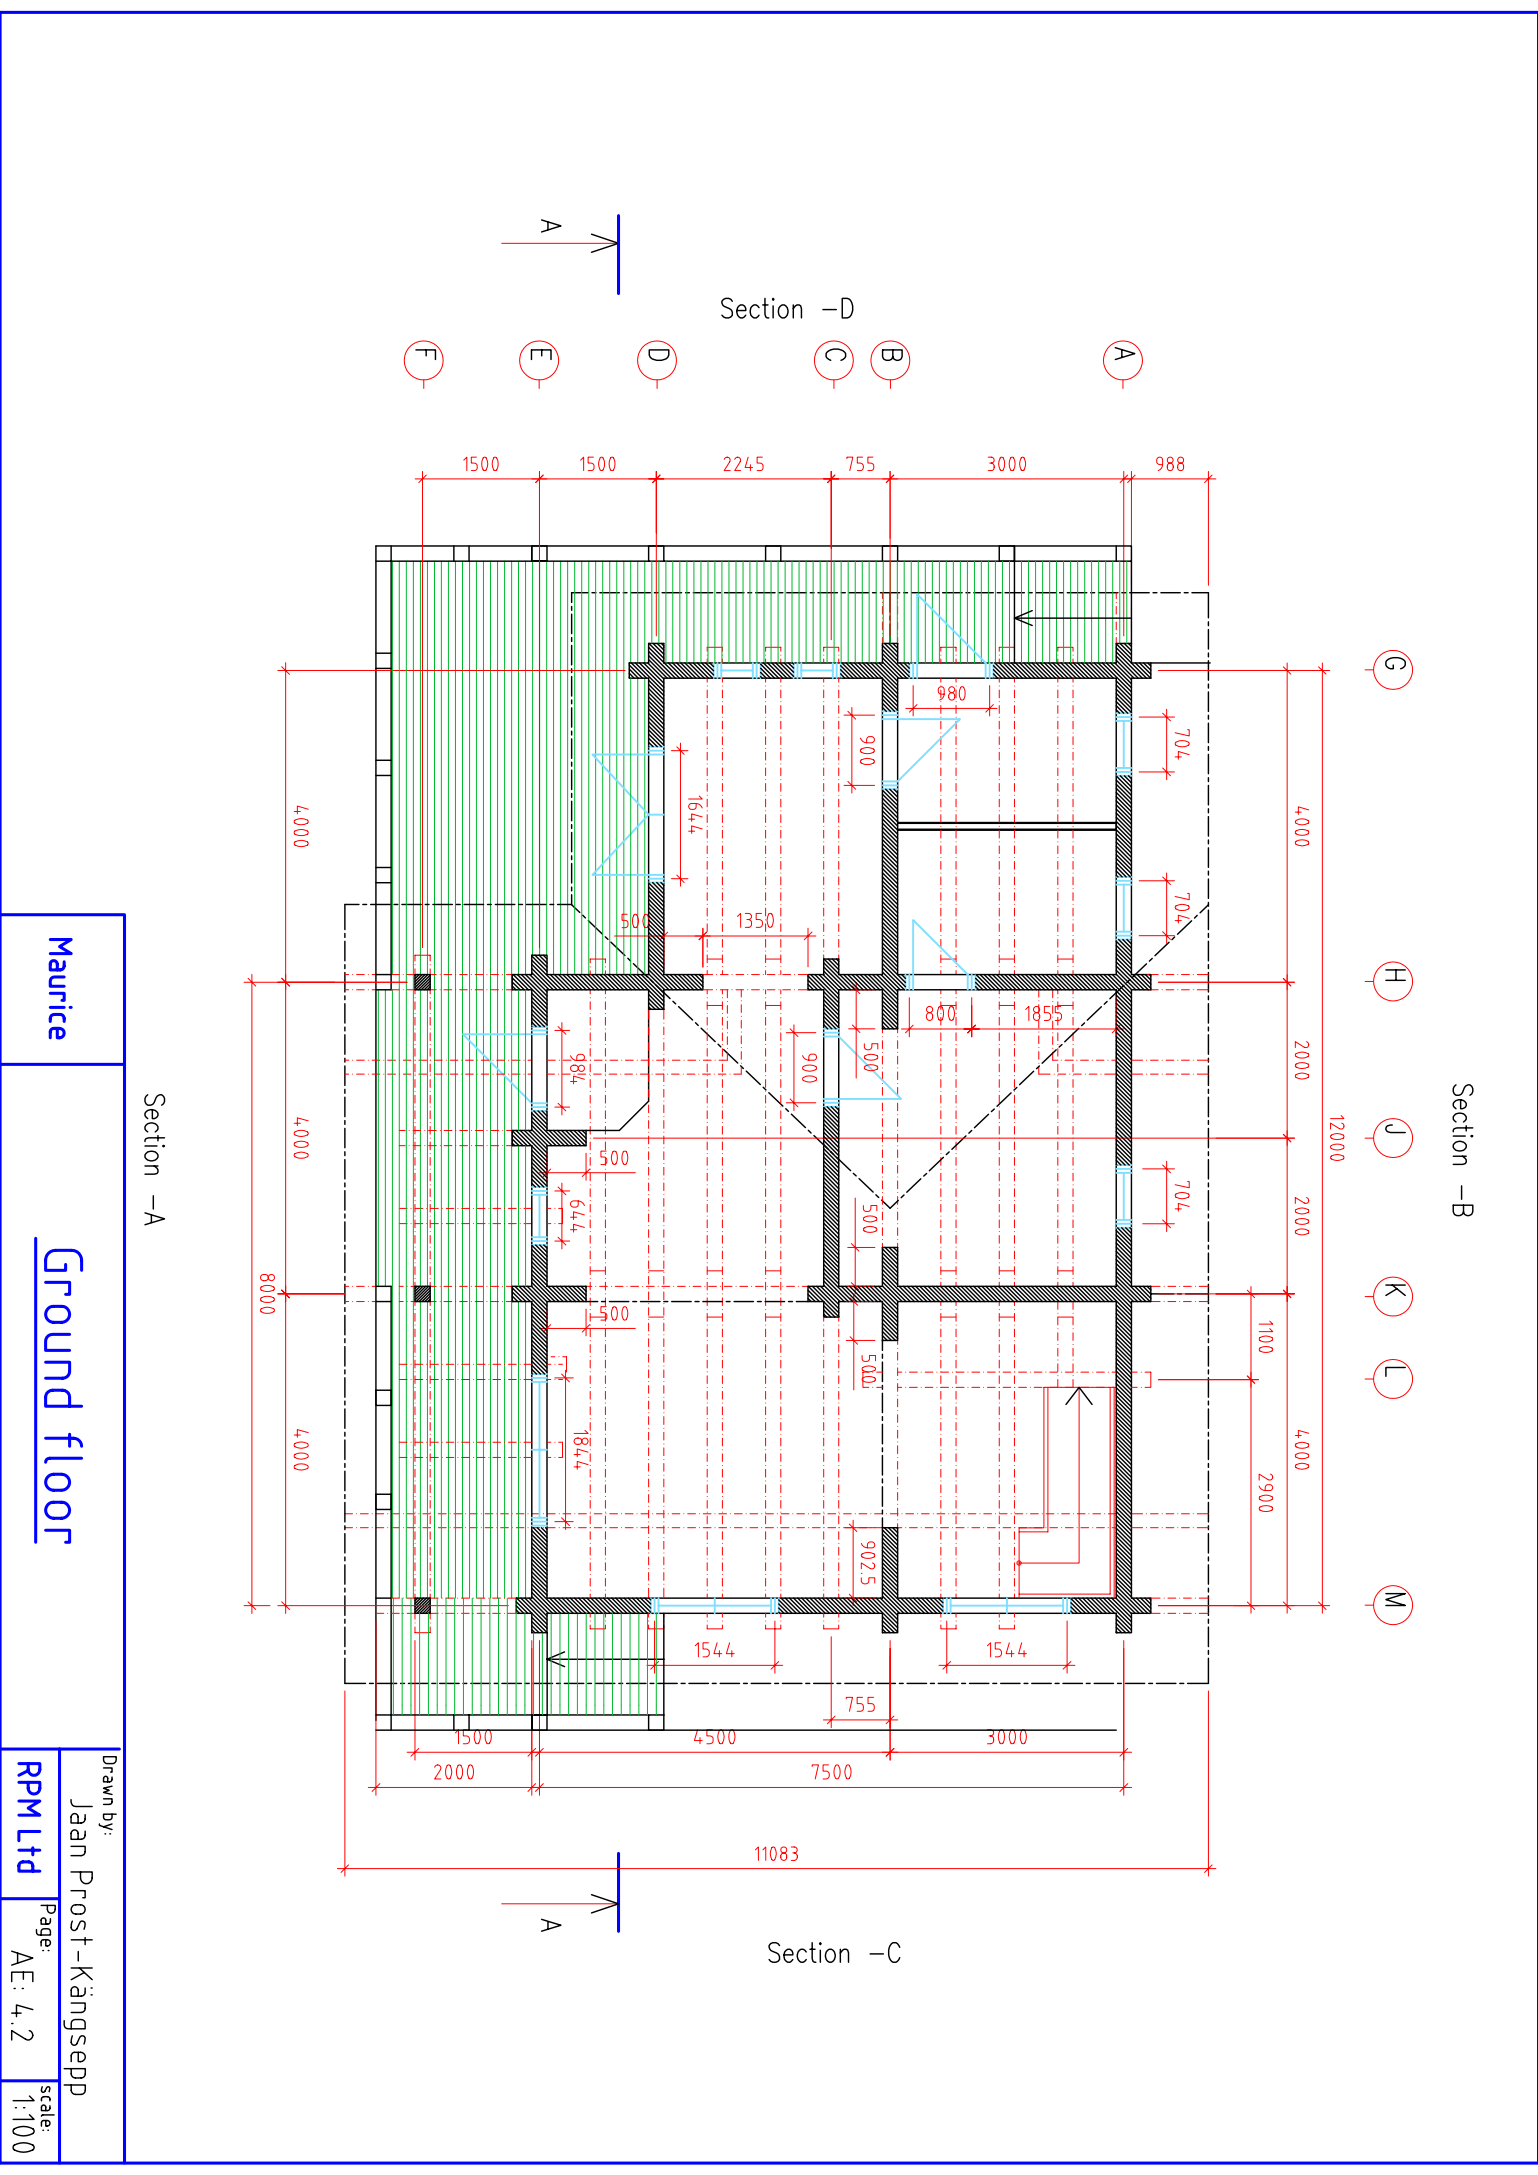 Section -B
G
H
J
K
L
M
12000
4000
2000
2000
4000
1100
2900
704
704
704
Section -D
A
A
B
C
D
E
F
988
3000
755
2245
1500
1500
980
900
1644
500
1350
800
1855
500
900
984
500
644
500
500
500
1844
902.5
1544
1544
755
3000
4500
1500
7500
2000
11083
4000
4000
4000
8000
Section -C
A
Section -A
Maurice
Ground floor
Drawn by:
Jaan Prost-Kängsepp
RPM Ltd
Page:
AE: 4.2
scale:
1:100